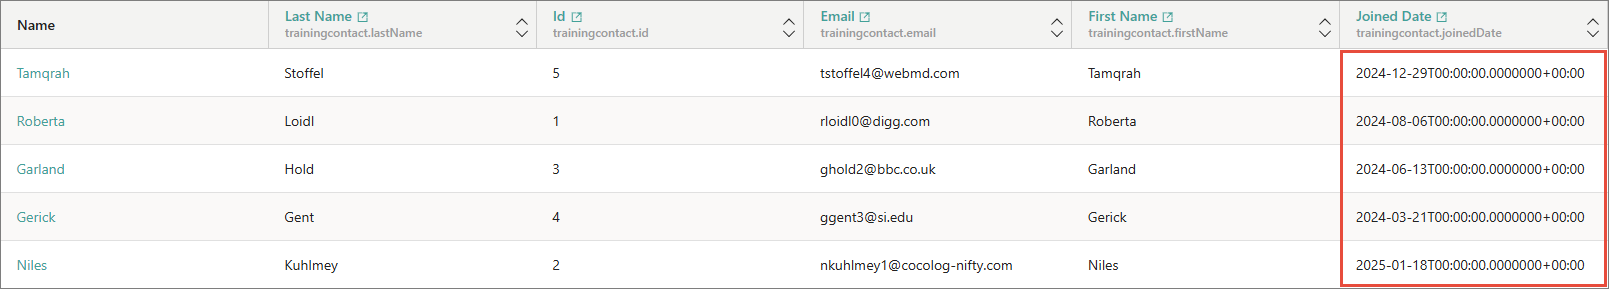 Name Last Name Id Email First Name Joined Date
trainingcontact.lastName trainingcontact.id trainingcontact.email trainingcontact.firstName trainingcontact.joinedDate
Tamqrah Stoffel 5 tstoffel4@webmd.com Tamqrah 2024-12-29T00:00:00.0000000+00:00
Roberta Loidl 1 rloidl0@digg.com Roberta 2024-08-06T00:00:00.0000000+00:00
Garland Hold 3 ghold2@bbc.co.uk Garland 2024-06-13T00:00:00.0000000+00:00
Gerick Gent 4 ggent3@si.edu Gerick 2024-03-21T00:00:00.0000000+00:00
Niles Kuhlmey 2 nkuhlmey1@cocolog-nifty.com Niles 2025-01-18T00:00:00.0000000+00:00